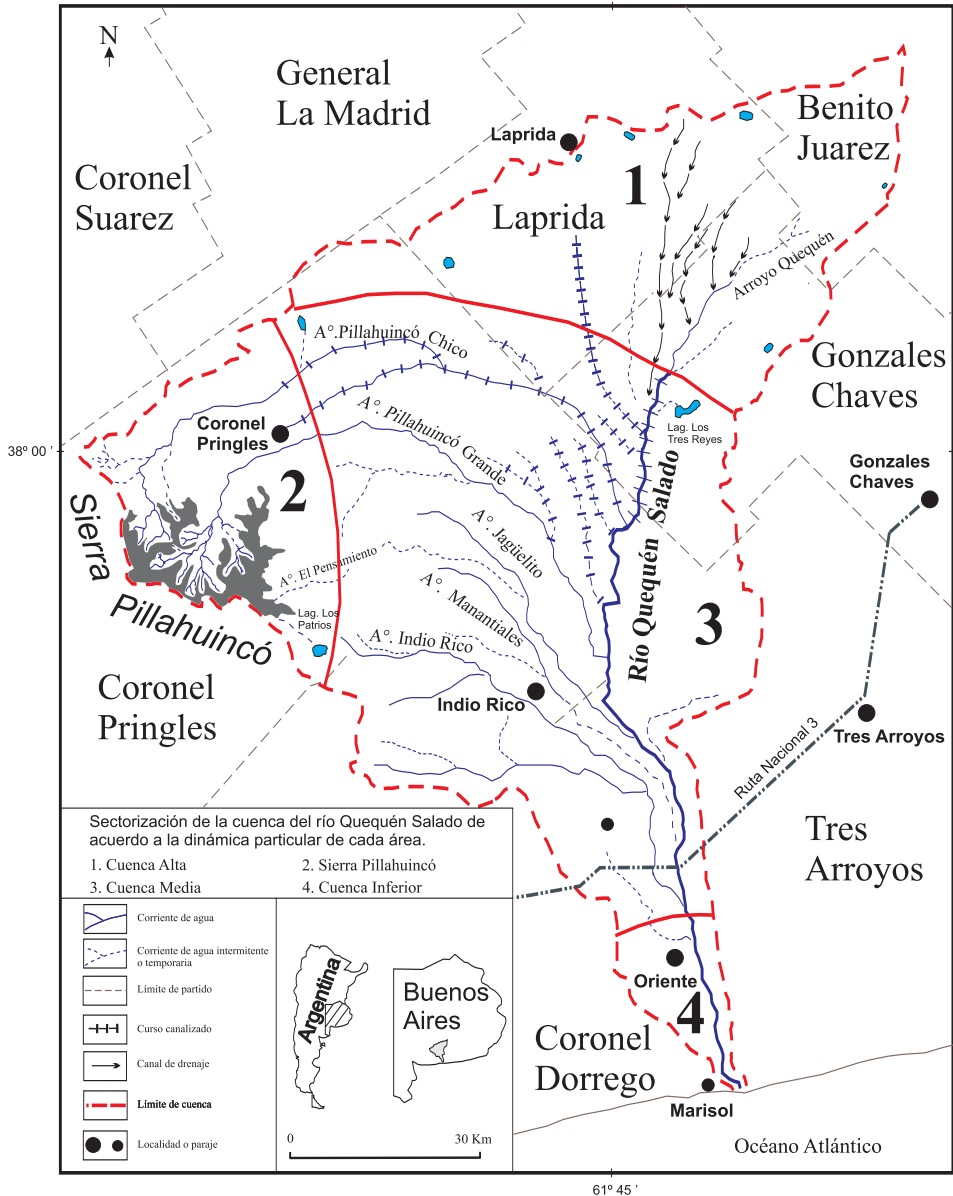 N
General
La Madrid
Benito
Juarez
Laprida
Coronel
Suarez
1
Laprida
Arroyo Quequén
A°.Pillahuincó Chico
Gonzales
Chaves
Coronel
Pringles
A°. Pillahuincó Grande
Lag. Los
Tres Reyes
38° 00 ’
Gonzales
Chaves
2
Sierra
Pillahuincó
A°. Jagüelito
Río Quequén Salado
A°. El Pensamiento
A°. Manantiales
Lag. Los
Patrios
A°. Indio Rico
3
Coronel
Pringles
Indio Rico
Tres Arroyos
Ruta Nacional 3
Tres
Arroyos
Sectorización de la cuenca del río Quequén Salado de
acuerdo a la dinámica particular de cada área.
1. Cuenca Alta
2. Sierra Pillahuincó
3. Cuenca Media
4. Cuenca Inferior
Corriente de agua
Corriente de agua intermitente
o temporaria
Límite de partido
Curso canalizado
Canal de drenaje
Límite de cuenca
Localidad o paraje
Argentina
Buenos
Aires
0
30 Km
Oriente
4
Coronel
Dorrego
Marisol
Océano Atlántico
61º 45 ’